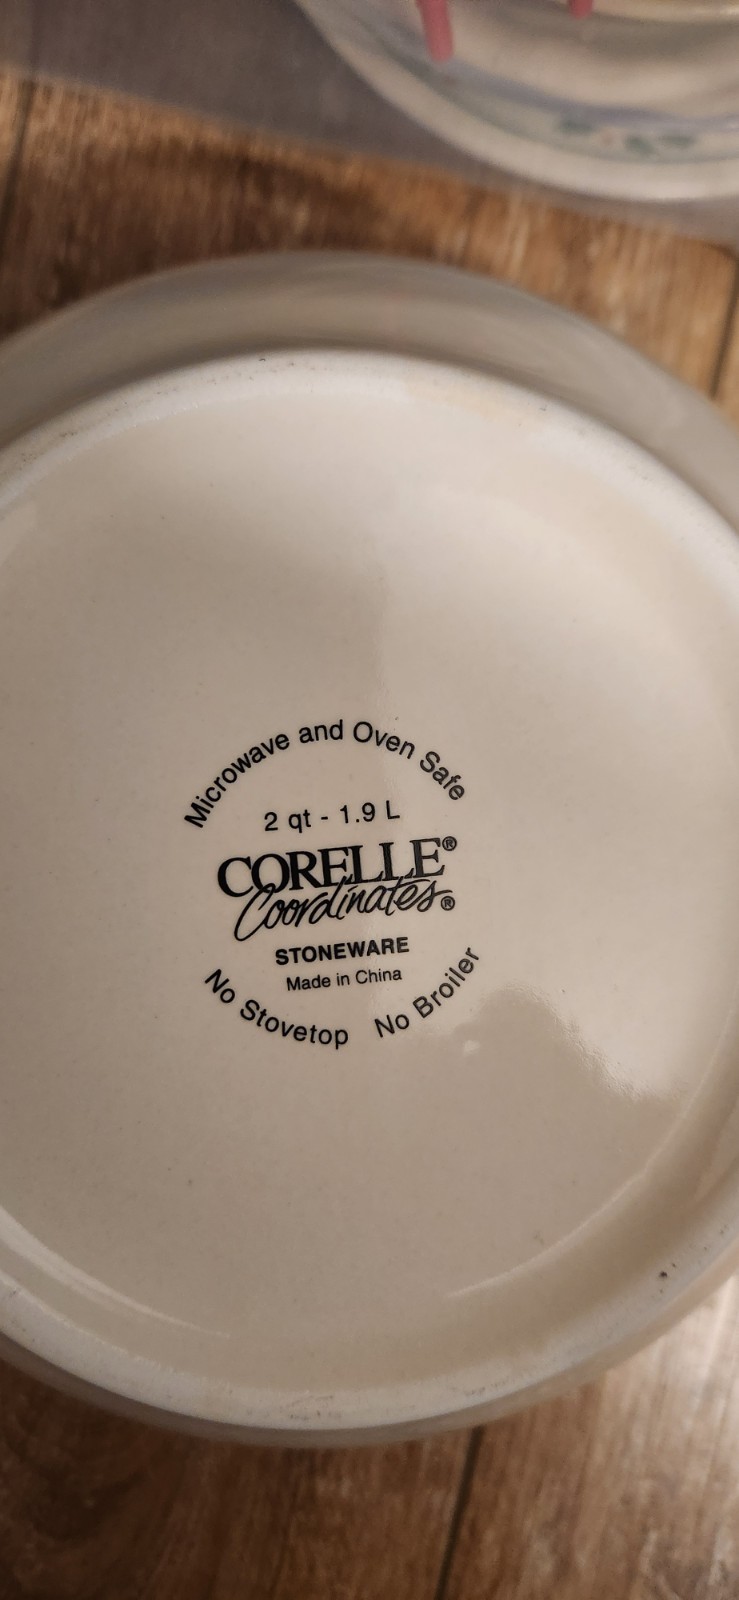 Microwave and Oven Safe
2 qt - 1.9 L
CORELLE®
Coordinates®
STONEWARE
Made in China
No Stovetop No Broiler